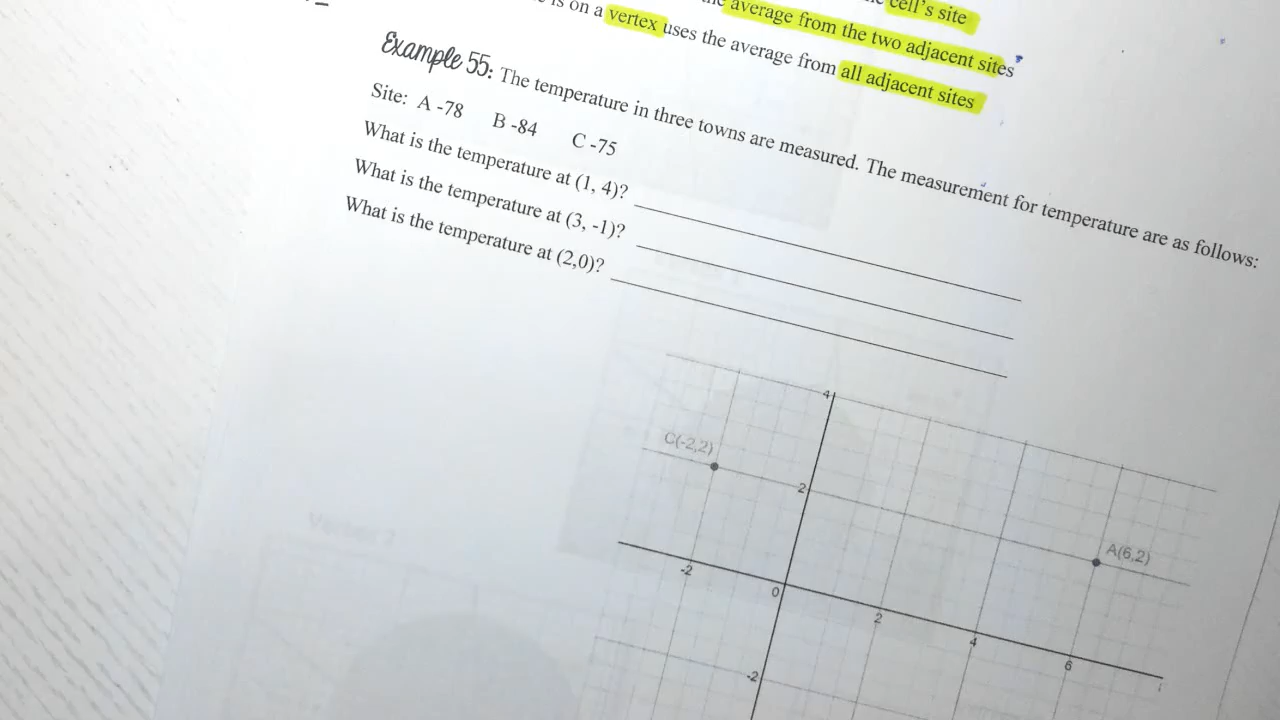 cell's site
average from the two adjacent sites
is on a vertex uses the average from all adjacent sites
Example 55: The temperature in three towns are measured. The measurement for temperature are as follows:
Site: A -78 B -84 C -75
What is the temperature at (1, 4)?
What is the temperature at (3, -1)?
What is the temperature at (2,0)?
4
C(-2,2)
2
A(6,2)
-2
0
2
4
6
-2